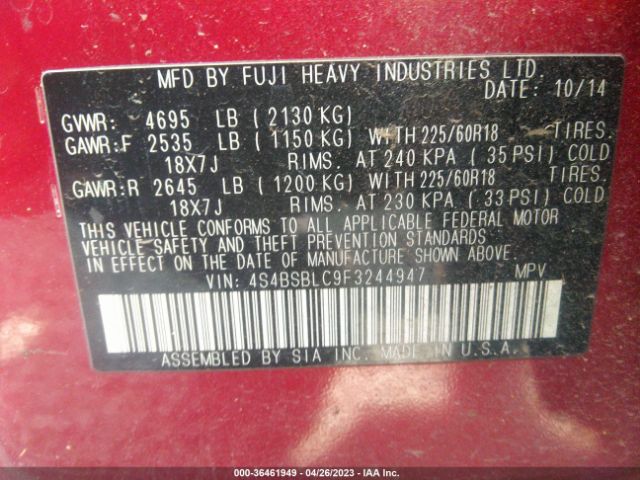 MFD BY FUJI HEAVY INDUSTRIES LTD.
DATE: 10/14
GVWR: 4695 LB (2130 KG)
GAWR:F 2535 LB (1150 KG) WITH 225/60R18 TIRES.
18X7J RIMS. AT 240 KPA (35 PSI) COLD
GAWR:R 2645 LB (1200 KG) WITH 225/60R18 TIRES.
18X7J RIMS. AT 230 KPA (33 PSI) COLD
THIS VEHICLE CONFORMS TO ALL APPLICABLE FEDERAL MOTOR
VEHICLE SAFETY AND THEFT PREVENTION STANDARDS IN
EFFECT ON THE DATE OF MANUFACTURE SHOWN ABOVE.
VIN: 4S4BSBLC9F3244947 MPV
ASSEMBLED BY SIA INC. MADE IN U.S.A.
000-36461949 - 04/26/2023 - IAA Inc.